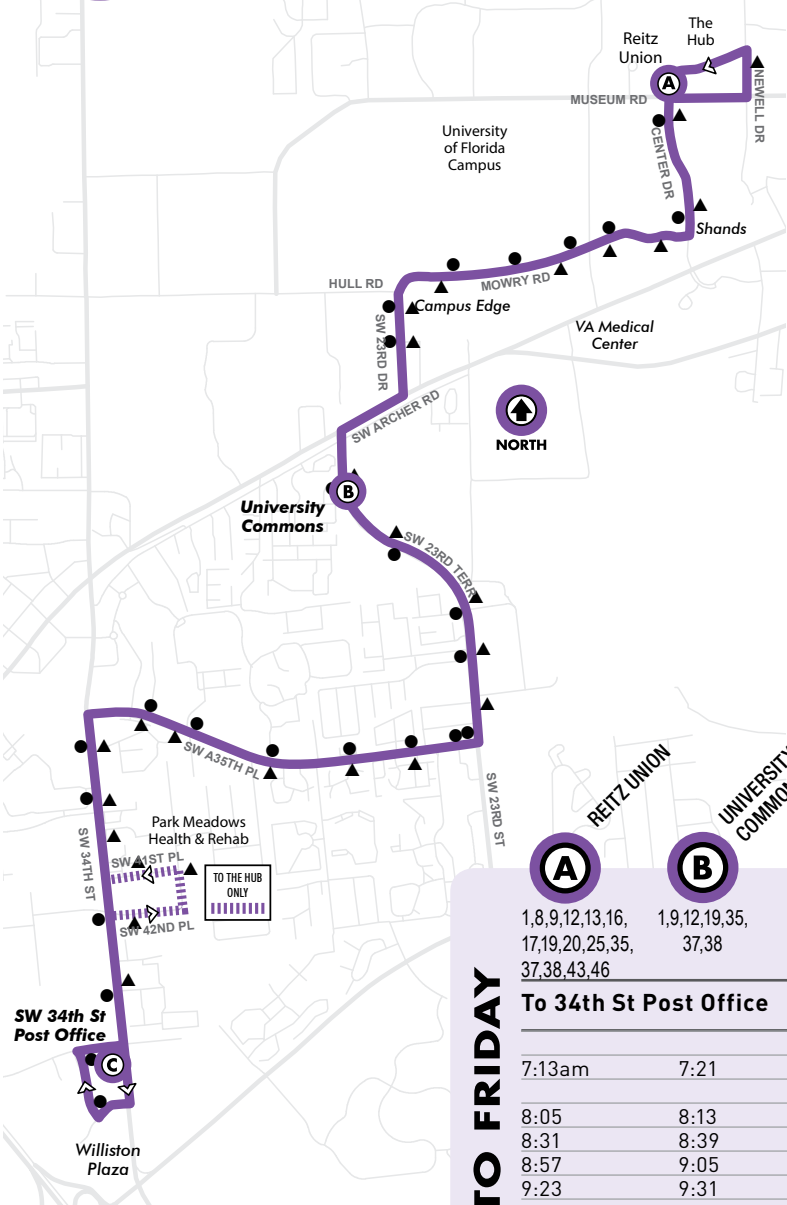 The
Hub
Reitz
Union
A
MUSEUM RD
NEWELL DR
CENTER DR
University
of Florida
Campus
Shands
HULL RD
MOWRY RD
Campus Edge
SW 23RD DR
VA Medical
Center
SW ARCHER RD
NORTH
B
University
Commons
SW 23RD TERR
SW A35TH PL
SW 23RD ST
Park Meadows
Health & Rehab
SW 34TH ST
SW 41ST PL
TO THE HUB
ONLY
SW 42ND PL
SW 34th St
Post Office
C
Williston
Plaza
REITZ UNION
UNIVERSITY
COMMON
A
B
1,8,9,12,13,16,
17,19,20,25,35,
37,38,43,46
1,9,12,19,35,
37,38
TO FRIDAY
To 34th St Post Office
7:13am 7:21
8:05 8:13
8:31 8:39
8:57 9:05
9:23 9:31